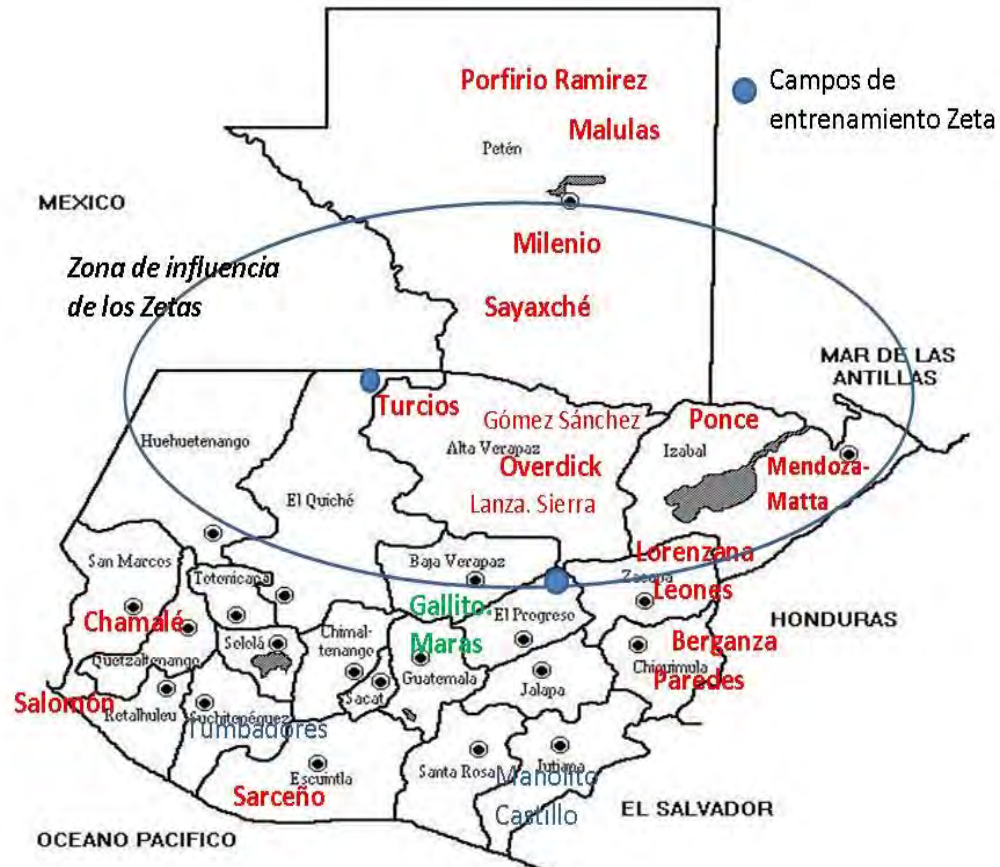 Porfirio Ramirez
Malulas
Petén
Campos de
entrenamiento Zeta
MEXICO
Zona de influencia
de los Zetas
Milenio
Sayaxché
MAR DE LAS
ANTILLAS
Turcios
Gómez Sánchez
Ponce
Huehuetenango
Alta Verapaz
Izabal
Overdick
Mendoza-
Matta
El Quiché
Lanza. Sierra
Lorenzana
San Marcos
Baja Verapaz
Zacapa
Totonicapa
Leones
Chamalé
Gallito.
El Progreso
HONDURAS
Sololá
Chimal-
tenango
Maras
Berganza
Quetzaltenango
Guatemala
Chiquimula
Salomón
Sacat
Jalapa
Paredes
Retalhuleu
Suchitepéquez
Tumbadores
Escuintla
Santa Rosa
Jutiapa
Manolito
Castillo
Sarceño
EL SALVADOR
OCEANO PACIFICO